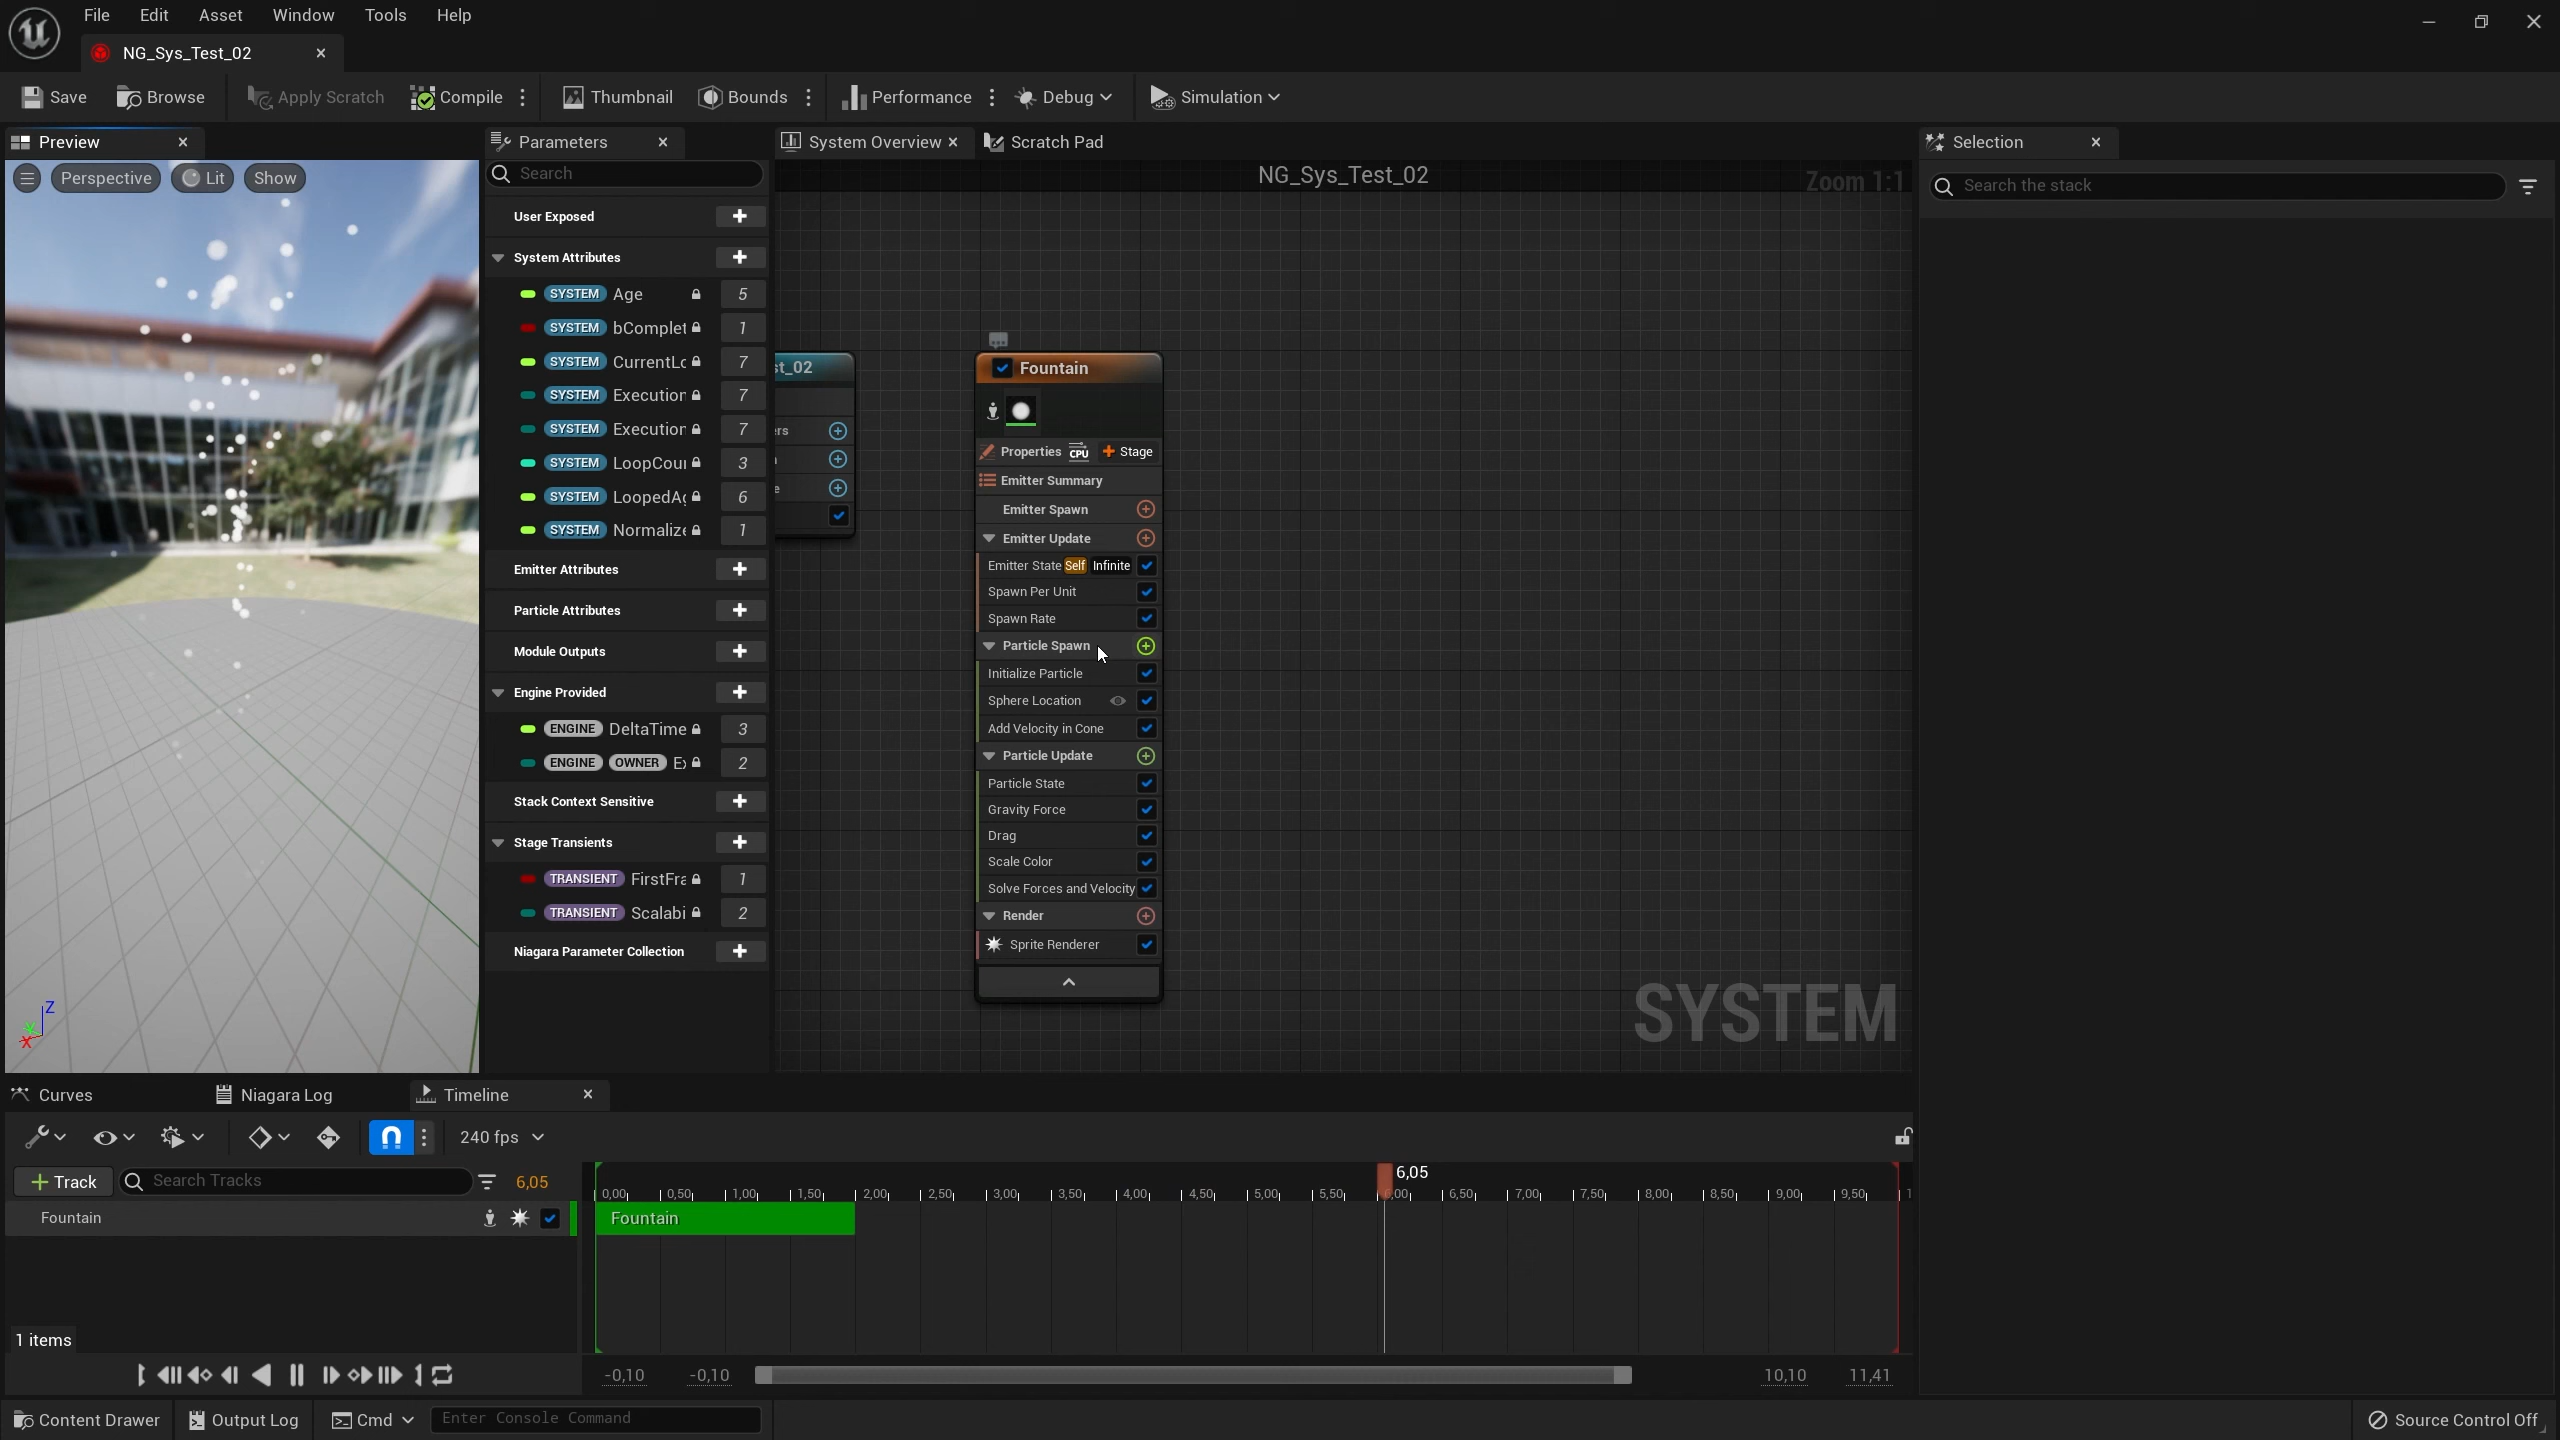 File Edit Asset Window Tools Help
NG_Sys_Test_02
Save Browse Apply Scratch Compile Thumbnail Bounds Performance Debug Simulation
Preview Parameters System Overview Scratch Pad Selection
Perspective Lit Show
Search
NG_Sys_Test_02
Zoom 1:1
Search the stack
User Exposed
System Attributes
SYSTEM Age 5
SYSTEM bComplet 1
SYSTEM CurrentLo 7
SYSTEM Execution 7
SYSTEM Execution 7
SYSTEM LoopCou 3
SYSTEM LoopedAg 6
SYSTEM Normalize 1
Emitter Attributes
Particle Attributes
Module Outputs
Engine Provided
ENGINE DeltaTime 3
ENGINE OWNER Ex 2
Stack Context Sensitive
Stage Transients
TRANSIENT FirstFra 1
TRANSIENT Scalabi 2
Niagara Parameter Collection
st_02
ers
n
e
Fountain
Properties CPU Stage
Emitter Summary
Emitter Spawn
Emitter Update
Emitter State Self Infinite
Spawn Per Unit
Spawn Rate
Particle Spawn
Initialize Particle
Sphere Location
Add Velocity in Cone
Particle Update
Particle State
Gravity Force
Drag
Scale Color
Solve Forces and Velocity
Render
Sprite Renderer
SYSTEM
Z
Y
X
Curves Niagara Log Timeline
240 fps
Track Search Tracks 6,05
6,05
0,00 0,50 1,00 1,50 2,00 2,50 3,00 3,50 4,00 4,50 5,00 5,50 6,00 6,50 7,00 7,50 8,00 8,50 9,00 9,50 1
Fountain
Fountain
1 items
-0,10 -0,10 10,10 11,41
Content Drawer Output Log Cmd Enter Console Command Source Control Off